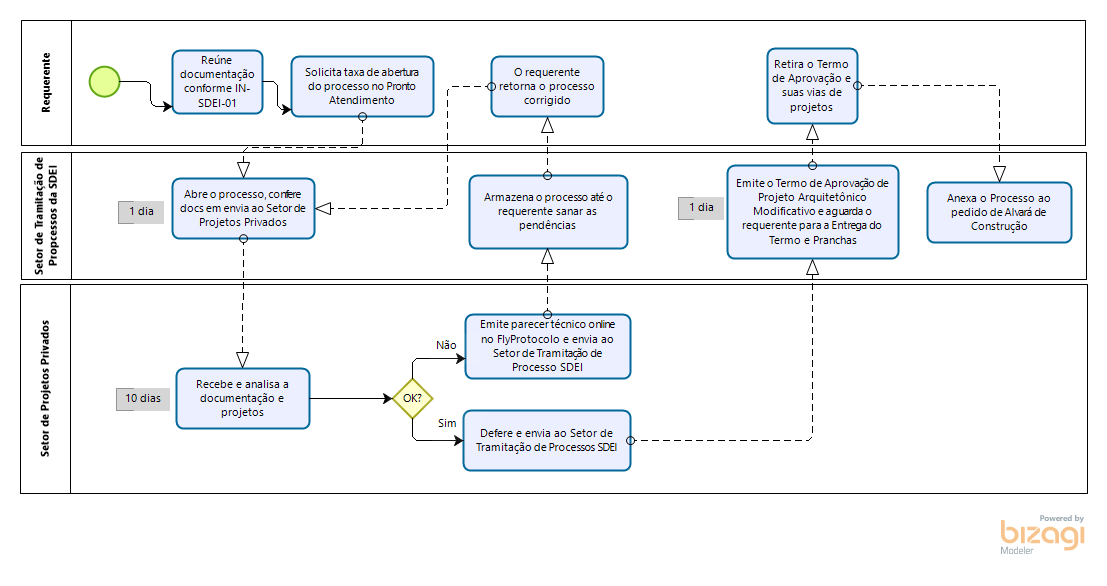 Requerente
Reúne
documentação
conforme IN-
SDEI-01
Solicita taxa de abertura
do processo no Pronto
Atendimento
O requerente
retorna o processo
corrigido
Retira o Termo
de Aprovação e
suas vias de
projetos
Setor de Tramitação de
Propcessos da SDEI
1 dia
Abre o processo, confere
docs em envia ao Setor de
Projetos Privados
Armazena o processo até o
requerente sanar as
pendências
1 dia
Emite o Termo de Aprovação de
Projeto Arquitetônico
Modificativo e aguarda o
requerente para a Entrega do
Termo e Pranchas
Anexa o Processo ao
pedido de Alvará de
Construção
Setor de Projetos Privados
10 dias
Recebe e analisa a
documentação e
projetos
OK?
Não
Emite parecer técnico online
no FlyProtocolo e envia ao
Setor de Tramitação de
Processo SDEI
Sim
Defere e envia ao Setor de
Tramitação de Processos SDEI
Powered by
bizagi
Modeler